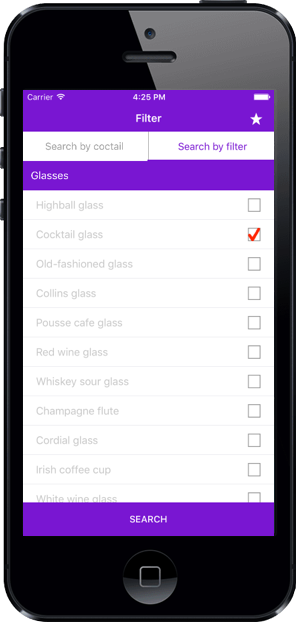 Carrier 4:25 PM
Filter
Search by coctail Search by filter
Glasses
Highball glass
Cocktail glass
Old-fashioned glass
Collins glass
Pousse cafe glass
Red wine glass
Whiskey sour glass
Champagne flute
Cordial glass
Irish coffee cup
White wine glass
SEARCH